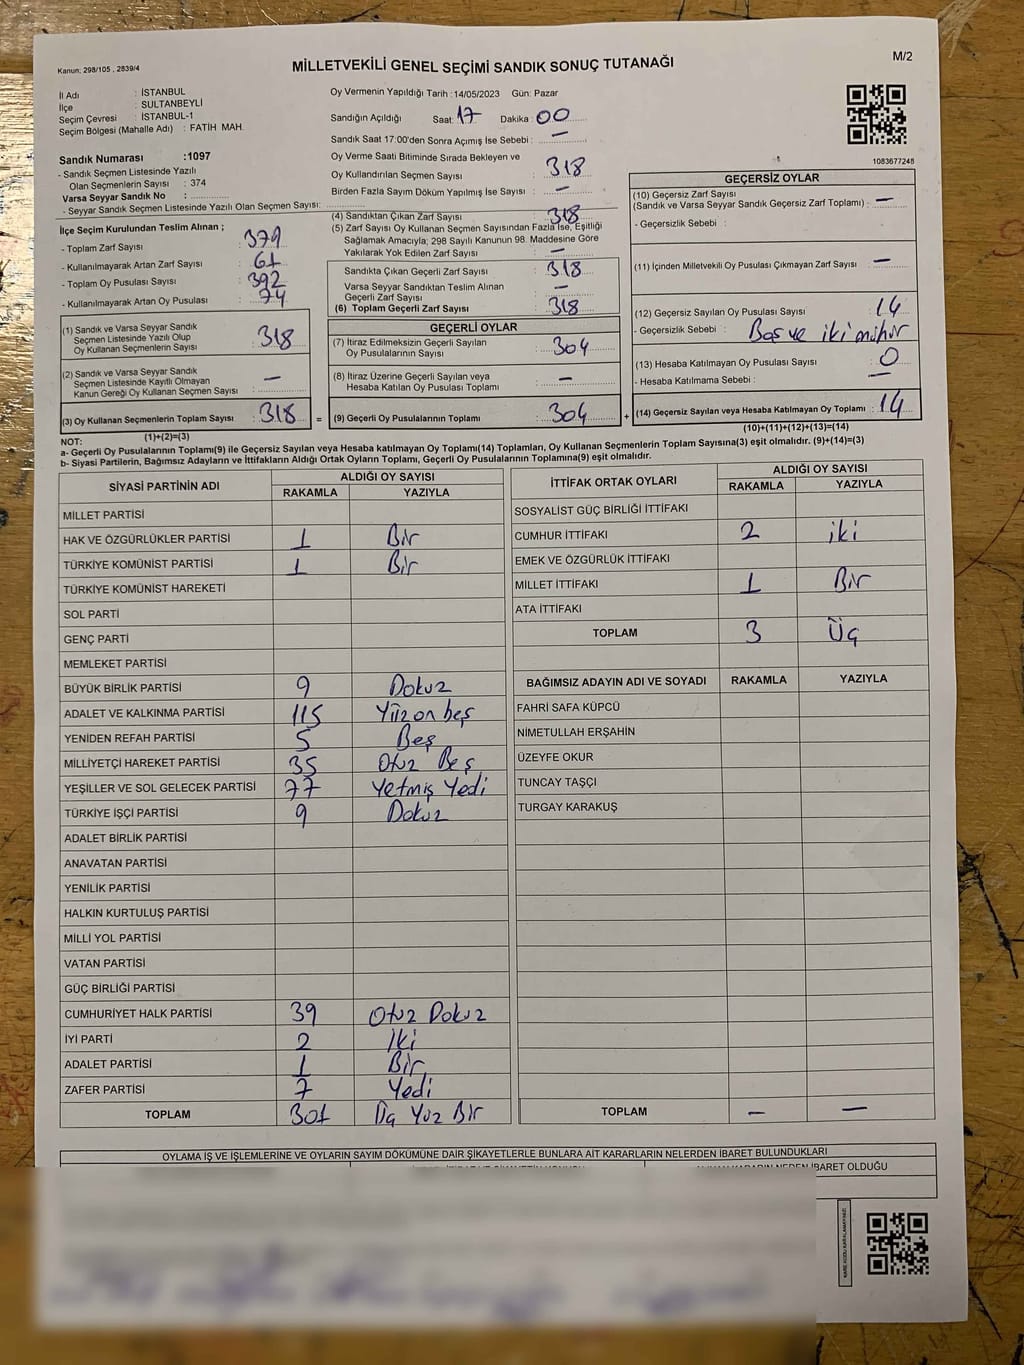 Kanun: 298/105 , 2839/4
MİLLETVEKİLİ GENEL SEÇİMİ SANDIK SONUÇ TUTANAĞI
M/2
İl Adı : İSTANBUL
İlçe : SULTANBEYLİ
Seçim Çevresi : İSTANBUL-1
Seçim Bölgesi (Mahalle Adı) : FATİH MAH.
Sandık Numarası :1097
- Sandık Seçmen Listesinde Yazılı
Olan Seçmenlerin Sayısı : 374
Varsa Seyyar Sandık No :
- Seyyar Sandık Seçmen Listesinde Yazılı Olan Seçmen Sayısı:
Oy Vermenin Yapıldığı Tarih : 14/05/2023 Gün: Pazar
Sandığın Açıldığı Saat: 17 Dakika : 00
Sandık Saat 17:00'den Sonra Açımış İse Sebebi : —
Oy Verme Saati Bitiminde Sırada Bekleyen ve
Oy Kullandırılan Seçmen Sayısı : 318
Birden Fazla Sayım Döküm Yapılmış İse Sayısı : —
1083677248
İlçe Seçim Kurulundan Teslim Alınan ;
- Toplam Zarf Sayısı : 379
- Kullanılmayarak Artan Zarf Sayısı : 61
- Toplam Oy Pusulası Sayısı : 392
- Kullanılmayarak Artan Oy Pusulası : 74
(1) Sandık ve Varsa Seyyar Sandık
Seçmen Listesinde Yazılı Olup
Oy Kullanan Seçmenlerin Sayısı : 318
(2) Sandık ve Varsa Seyyar Sandık
Seçmen Listesinde Kayıtlı Olmayan
Kanun Gereği Oy Kullanan Seçmen Sayısı : —
(3) Oy Kullanan Seçmenlerin Toplam Sayısı : 318 =
(1)+(2)=(3)
(4) Sandıktan Çıkan Zarf Sayısı : 318
(5) Zarf Sayısı Oy Kullanan Seçmen Sayısından Fazla İse, Eşitliği
Sağlamak Amacıyla; 298 Sayılı Kanunun 98. Maddesine Göre
Yakılarak Yok Edilen Zarf Sayısı : —
Sandıkta Çıkan Geçerli Zarf Sayısı : 318
Varsa Seyyar Sandıktan Teslim Alınan
Geçerli Zarf Sayısı : —
(6) Toplam Geçerli Zarf Sayısı : 318
GEÇERLİ OYLAR
(7) İtiraz Edilmeksizin Geçerli Sayılan
Oy Pusulalarının Sayısı : 304
(8) İtiraz Üzerine Geçerli Sayılan veya
Hesaba Katılan Oy Pusulası Toplamı : —
(9) Geçerli Oy Pusulalarının Toplamı : 304 +
GEÇERSİZ OYLAR
(10) Geçersiz Zarf Sayısı
(Sandık ve Varsa Seyyar Sandık Geçersiz Zarf Toplamı) : —
- Geçersizlik Sebebi :
(11) İçinden Milletvekili Oy Pusulası Çıkmayan Zarf Sayısı : —
(12) Geçersiz Sayılan Oy Pusulası Sayısı : 14
- Geçersizlik Sebebi : Boş ve iki mühür
(13) Hesaba Katılmayan Oy Pusulası Sayısı : 0
- Hesaba Katılmama Sebebi : —
(14) Geçersiz Sayılan veya Hesaba Katılmayan Oy Toplamı : 14
(10)+(11)+(12)+(13)=(14)
NOT:
a- Geçerli Oy Pusulalarının Toplamı(9) ile Geçersiz Sayılan veya Hesaba katılmayan Oy Toplamı(14) Toplamları, Oy Kullanan Seçmenlerin Toplam Sayısına(3) eşit olmalıdır. (9)+(14)=(3)
b- Siyasi Partilerin, Bağımsız Adayların ve İttifakların Aldığı Ortak Oyların Toplamı, Geçerli Oy Pusulalarının Toplamına(9) eşit olmalıdır.
SİYASİ PARTİNİN ADI ALDIĞI OY SAYISI
RAKAMLA YAZIYLA
MİLLET PARTİSİ
HAK VE ÖZGÜRLÜKLER PARTİSİ 1 Bir
TÜRKİYE KOMÜNİST PARTİSİ 1 Bir
TÜRKİYE KOMÜNİST HAREKETİ
SOL PARTİ
GENÇ PARTİ
MEMLEKET PARTİSİ
BÜYÜK BİRLİK PARTİSİ 9 Dokuz
ADALET VE KALKINMA PARTİSİ 115 Yüz on beş
YENİDEN REFAH PARTİSİ 5 Beş
MİLLİYETÇİ HAREKET PARTİSİ 35 Otuz Beş
YEŞİLLER VE SOL GELECEK PARTİSİ 77 Yetmiş Yedi
TÜRKİYE İŞÇİ PARTİSİ 9 Dokuz
ADALET BİRLİK PARTİSİ
ANAVATAN PARTİSİ
YENİLİK PARTİSİ
HALKIN KURTULUŞ PARTİSİ
MİLLİ YOL PARTİSİ
VATAN PARTİSİ
GÜÇ BİRLİĞİ PARTİSİ
CUMHURİYET HALK PARTİSİ 39 Otuz Dokuz
İYİ PARTİ 2 İki
ADALET PARTİSİ 1 Bir
ZAFER PARTİSİ 7 Yedi
TOPLAM 301 Üç Yüz Bir
İTTİFAK ORTAK OYLARI ALDIĞI OY SAYISI
RAKAMLA YAZIYLA
SOSYALİST GÜÇ BİRLİĞİ İTTİFAKI
CUMHUR İTTİFAKI 2 iki
EMEK VE ÖZGÜRLÜK İTTİFAKI
MİLLET İTTİFAKI 1 Bir
ATA İTTİFAKI
TOPLAM 3 Üç
BAĞIMSIZ ADAYIN ADI VE SOYADI RAKAMLA YAZIYLA
FAHRİ SAFA KÜPCÜ
NİMETULLAH ERŞAHİN
ÜZEYFE OKUR
TUNCAY TAŞÇI
TURGAY KARAKUŞ
TOPLAM — —
OYLAMA İŞ VE İŞLEMLERİNE VE OYLARIN SAYIM DÖKÜMÜNE DAİR ŞİKAYETLERLE BUNLARA AİT KARARLARIN NELERDEN İBARET BULUNDUKLARI
İBARET OLDUĞU